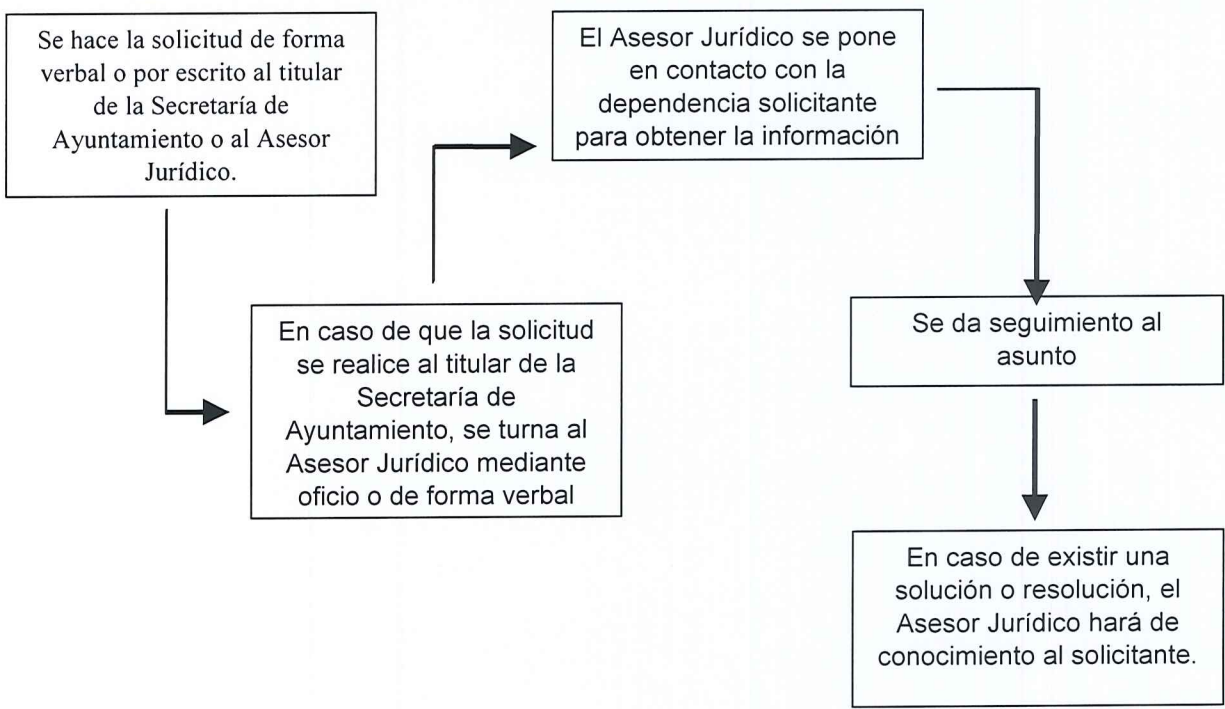 Se hace la solicitud de forma
verbal o por escrito al titular
de la Secretaría de
Ayuntamiento o al Asesor
Jurídico.
En caso de que la solicitud
se realice al titular de la
Secretaría de
Ayuntamiento, se turna al
Asesor Jurídico mediante
oficio o de forma verbal
El Asesor Jurídico se pone
en contacto con la
dependencia solicitante
para obtener la información
Se da seguimiento al
asunto
En caso de existir una
solución o resolución, el
Asesor Jurídico hará de
conocimiento al solicitante.